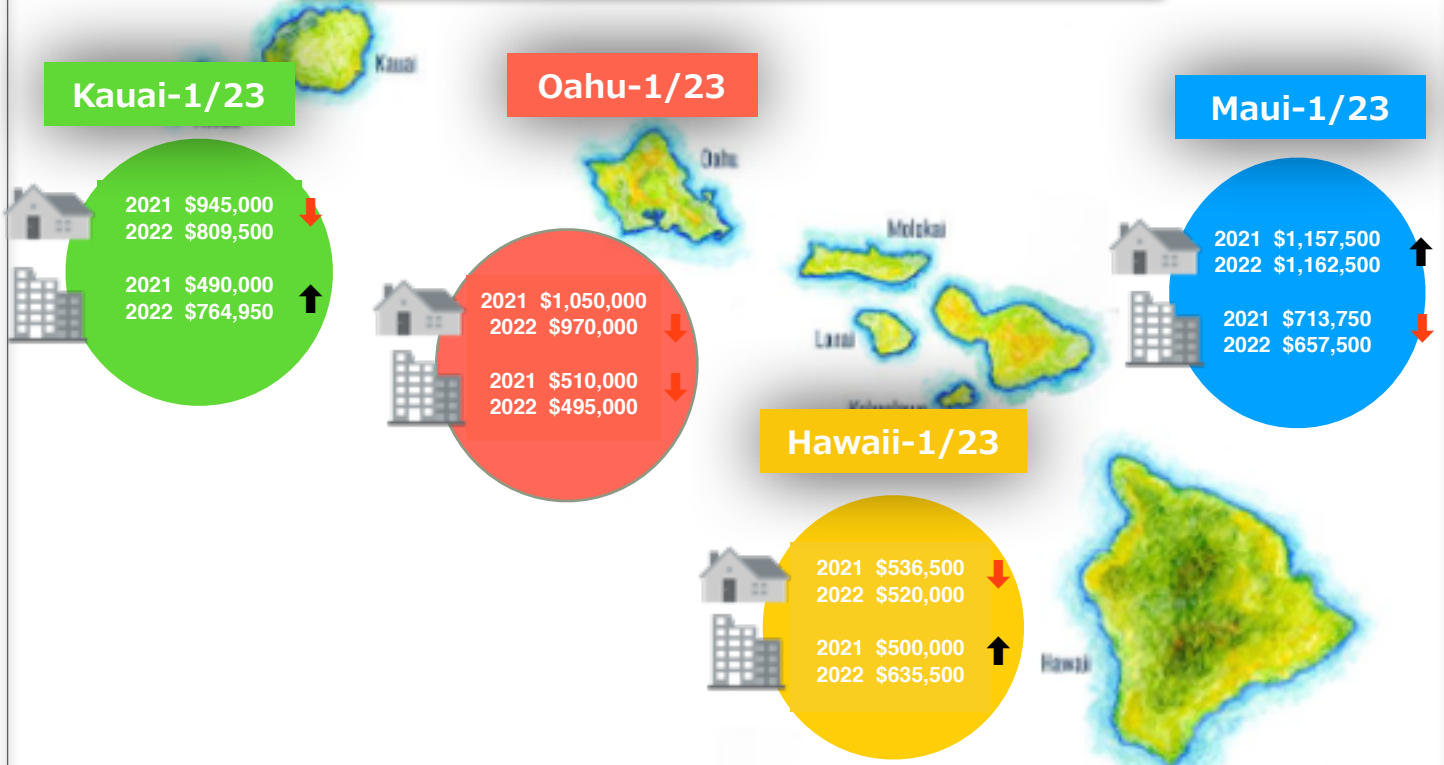 Kauai
Kauai-1/23
2021 $945,000
2022 $809,500
2021 $490,000
2022 $764,950
Oahu-1/23
Oahu
2021 $1,050,000
2022 $970,000
2021 $510,000
2022 $495,000
Molokai
Lanai
Maui-1/23
2021 $1,157,500
2022 $1,162,500
2021 $713,750
2022 $657,500
Hawaii-1/23
2021 $536,500
2022 $520,000
2021 $500,000
2022 $635,500
Hawaii